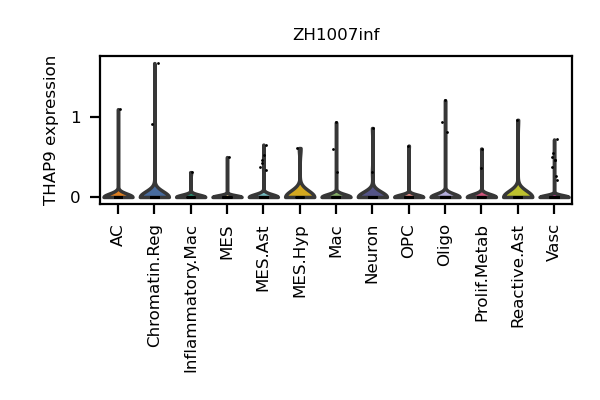 ZH1007inf
THAP9 expression
1
0
AC
Chromatin.Reg
Inflammatory.Mac
MES
MES.Ast
MES.Hyp
Mac
Neuron
OPC
Oligo
Prolif.Metab
Reactive.Ast
Vasc